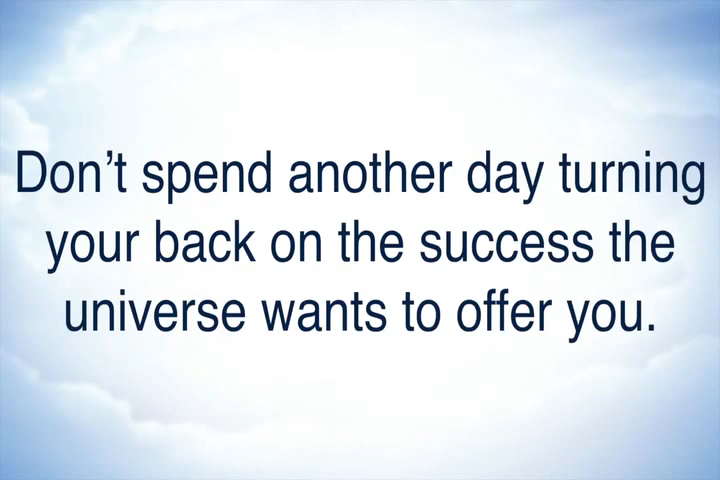 Don’t spend another day turning
your back on the success the
universe wants to offer you.